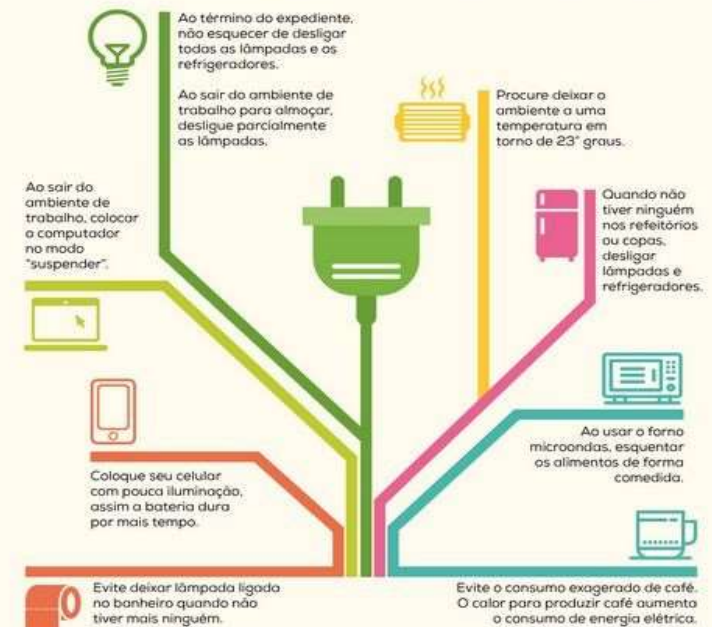 Ao término do expediente,
não esquecer de desligar
todas as lâmpadas e os
refrigeradores.
Ao sair do ambiente de
trabalho para almoçar,
desligue parcialmente
as lâmpadas.
Procure deixar o
ambiente a uma
temperatura em
torno de 23° graus.
Ao sair do
ambiente de
trabalho, colocar
o computador
no modo
"suspender".
Quando não
tiver ninguém
nos refeitórios
ou copas,
desligar
lâmpadas e
refrigeradores.
Coloque seu celular
com pouca iluminação,
assim a bateria dura
por mais tempo.
Ao usar o forno
microondas, esquentar
os alimentos de forma
comedida.
Evite deixar lâmpada ligada
no banheiro quando não
tiver mais ninguém.
Evite o consumo exagerado de café.
O calor para produzir café aumenta
o consumo de energia elétrica.